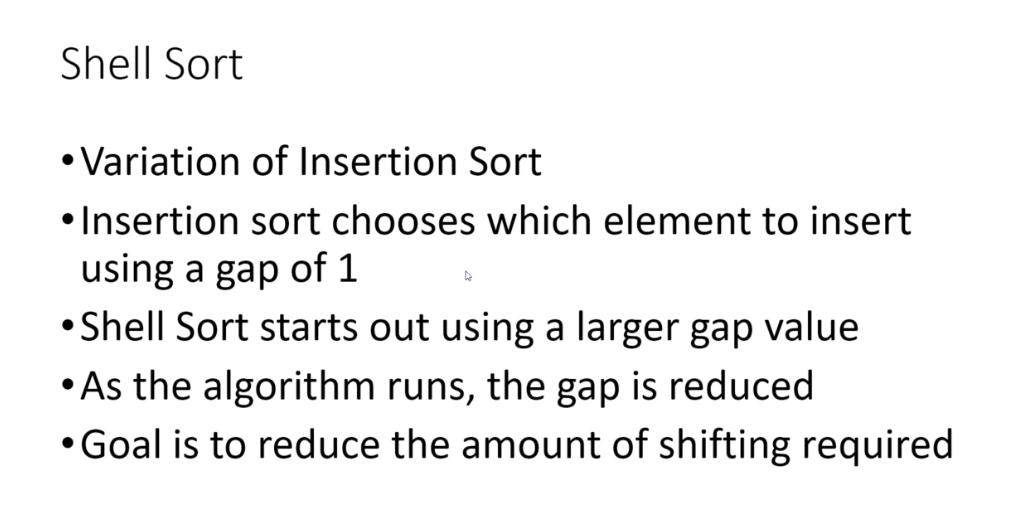 Shell Sort
•Variation of Insertion Sort
•Insertion sort chooses which element to insert
using a gap of 1
•Shell Sort starts out using a larger gap value
•As the algorithm runs, the gap is reduced
•Goal is to reduce the amount of shifting required